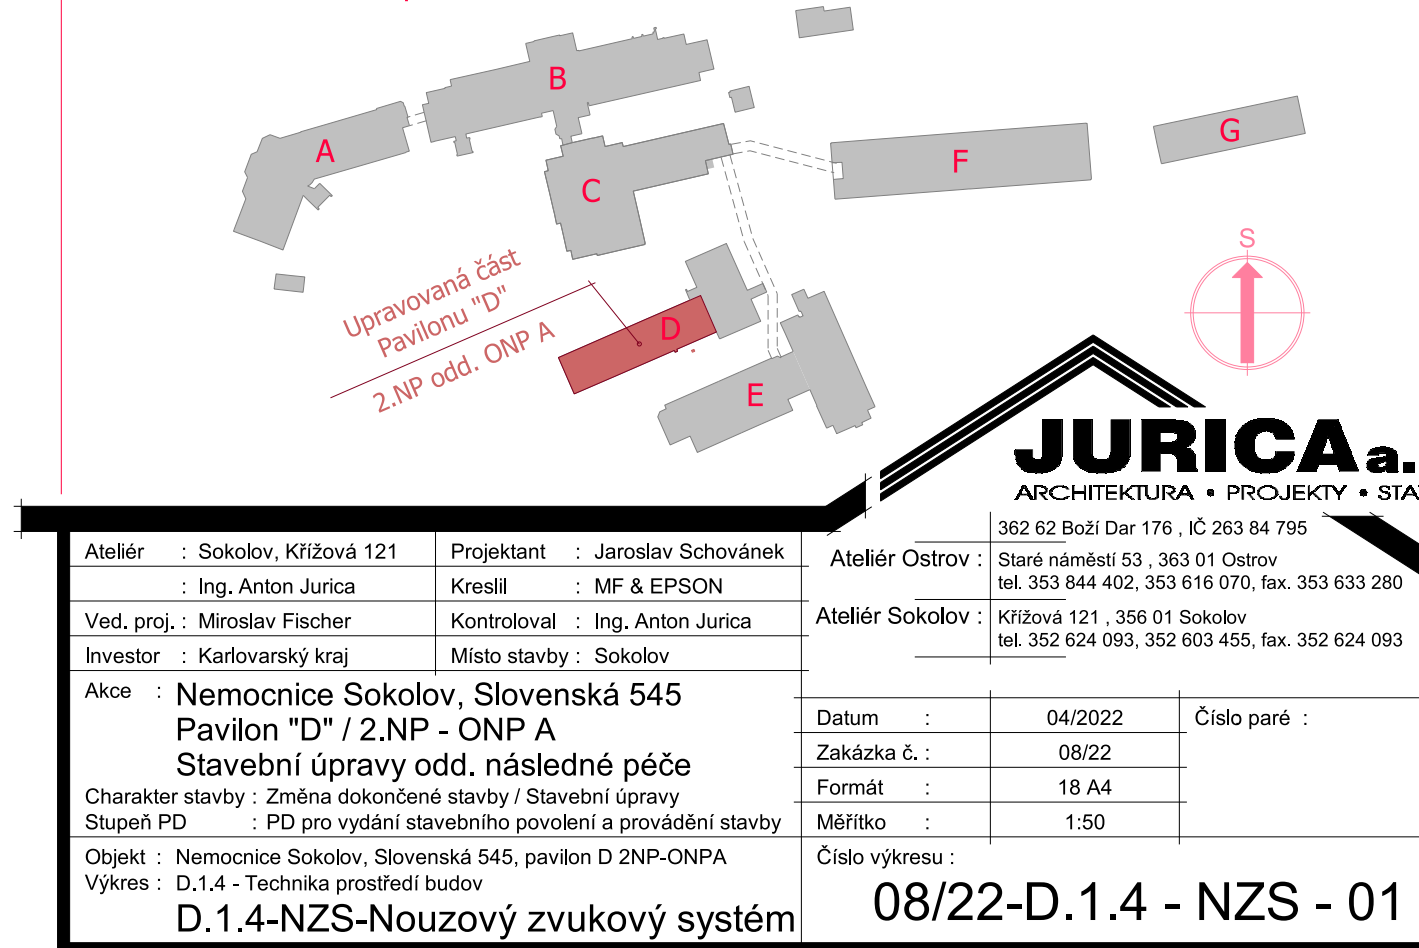 B
A
G
F
C
S
Upravovaná část
Pavilonu "D"
D
2.NP odd. ONP A
E
JURICA a.
ARCHITEKTURA • PROJEKTY • STA
362 62 Boží Dar 176 , IČ 263 84 795
Ateliér Ostrov : Staré náměstí 53 , 363 01 Ostrov
tel. 353 844 402, 353 616 070, fax. 353 633 280
Ateliér Sokolov : Křížová 121 , 356 01 Sokolov
tel. 352 624 093, 352 603 455, fax. 352 624 093
Ateliér : Sokolov, Křížová 121 Projektant : Jaroslav Schovánek
: Ing. Anton Jurica Kreslil : MF & EPSON
Ved. proj. : Miroslav Fischer Kontroloval : Ing. Anton Jurica
Investor : Karlovarský kraj Místo stavby : Sokolov
Akce : Nemocnice Sokolov, Slovenská 545
Pavilon "D" / 2.NP - ONP A
Stavební úpravy odd. následné péče
Charakter stavby : Změna dokončené stavby / Stavební úpravy
Stupeň PD : PD pro vydání stavebního povolení a provádění stavby
Datum : 04/2022 Číslo paré :
Zakázka č. : 08/22
Formát : 18 A4
Měřítko : 1:50
Objekt : Nemocnice Sokolov, Slovenská 545, pavilon D 2NP-ONPA
Výkres : D.1.4 - Technika prostředí budov
D.1.4-NZS-Nouzový zvukový systém
Číslo výkresu :
08/22-D.1.4 - NZS - 01